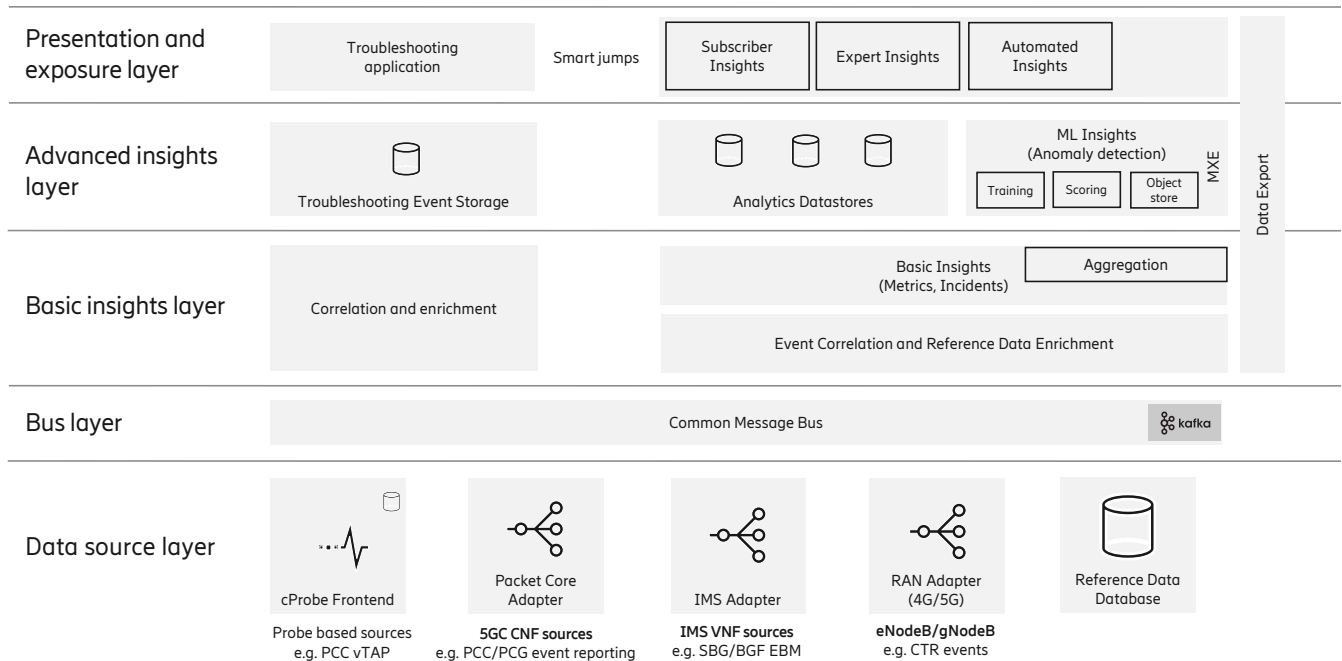 Presentation and
exposure layer
Troubleshooting
application
Smart jumps
Subscriber
Insights
Expert Insights
Automated
Insights
Data Export
Advanced insights
layer
Troubleshooting Event Storage
Analytics Datastores
ML Insights
(Anomaly detection)
MXE
Training
Scoring
Object
store
Basic insights layer
Correlation and enrichment
Basic Insights
(Metrics, Incidents)
Aggregation
Event Correlation and Reference Data Enrichment
Bus layer
Common Message Bus
kafka
Data source layer
cProbe Frontend
Packet Core
Adapter
IMS Adapter
RAN Adapter
(4G/5G)
Reference Data
Database
Probe based sources
e.g. PCC vTAP
5GC CNF sources
e.g. PCC/PCG event reporting
IMS VNF sources
e.g. SBG/BGF EBM
eNodeB/gNodeB
e.g. CTR events